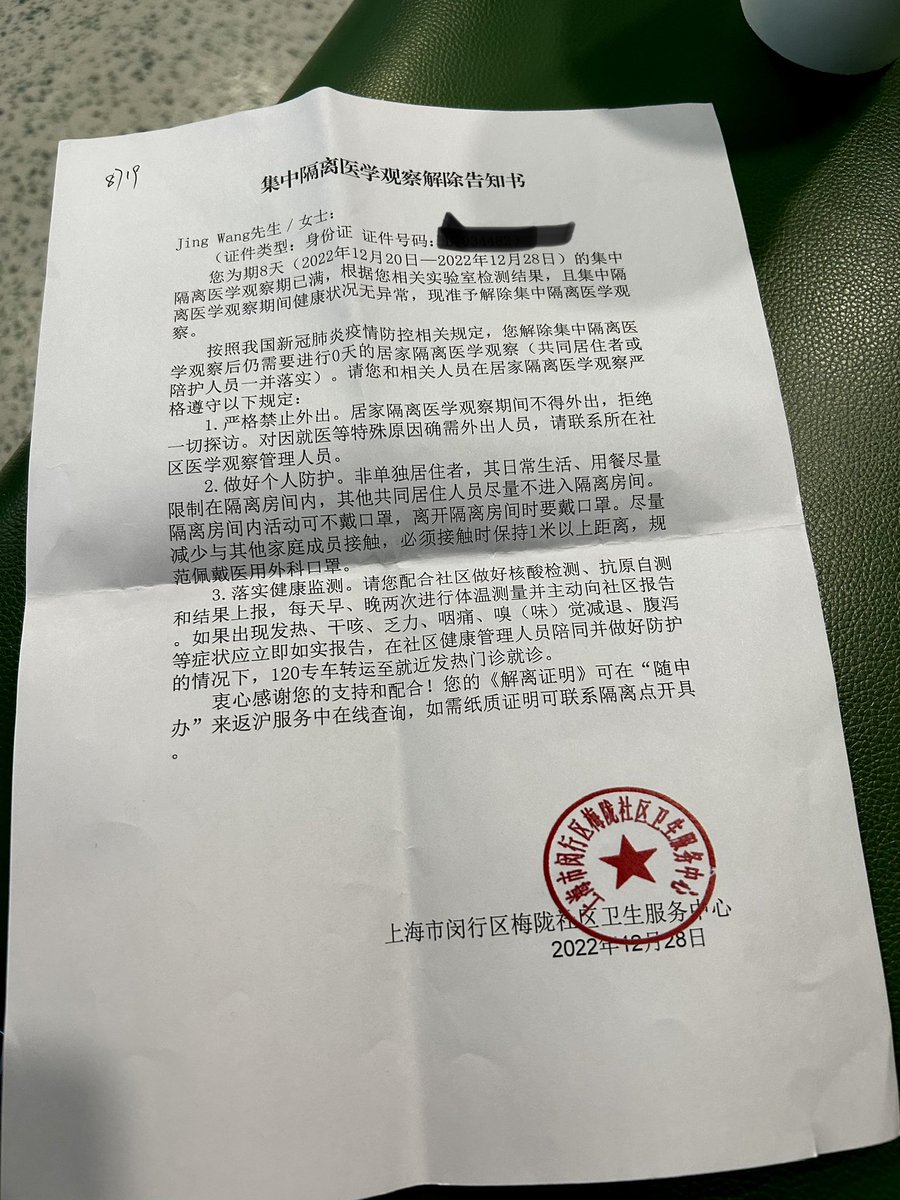 8719
集中隔离医学观察解除告知书
Jing Wang先生／女士：
（证件类型：身份证 证件号码：
您为期8天（2022年12月20日—2022年12月28日）的集中
隔离医学观察期已满，根据您相关实验室检测结果，且集中隔
离医学观察期间健康状况无异常，现准予解除集中隔离医学观
察。
按照我国新冠肺炎疫情防控相关规定，您解除集中隔离医
学观察后仍需要进行0天的居家隔离医学观察（共同居住者或
陪护人员一并落实）。请您和相关人员在居家隔离医学观察严
格遵守以下规定：
1.严格禁止外出。居家隔离医学观察期间不得外出，拒绝
一切探访。对因就医等特殊原因确需外出人员，请联系所在社
区医学观察管理人员。
2.做好个人防护。非单独居住者，其日常生活、用餐尽量
限制在隔离房间内，其他共同居住人员尽量不进入隔离房间。
隔离房间内活动可不戴口罩，离开隔离房间时要戴口罩。尽量
减少与其他家庭成员接触，必须接触时保持1米以上距离，规
范佩戴医用外科口罩。
3.落实健康监测。请您配合社区做好核酸检测、抗原自测
和结果上报，每天早、晚两次进行体温测量并主动向社区报告
。如果出现发热、干咳、乏力、咽痛、嗅（味）觉减退、腹泻
等症状应立即如实报告，在社区健康管理人员陪同并做好防护
的情况下，120专车转运至就近发热门诊就诊。
衷心感谢您的支持和配合！您的《解离证明》可在“随申
办”来返沪服务中在线查询，如需纸质证明可联系隔离点开具
。
上海市闵行区梅陇社区卫生服务中心
上海市闵行区梅陇社区卫生服务中心
2022年12月28日